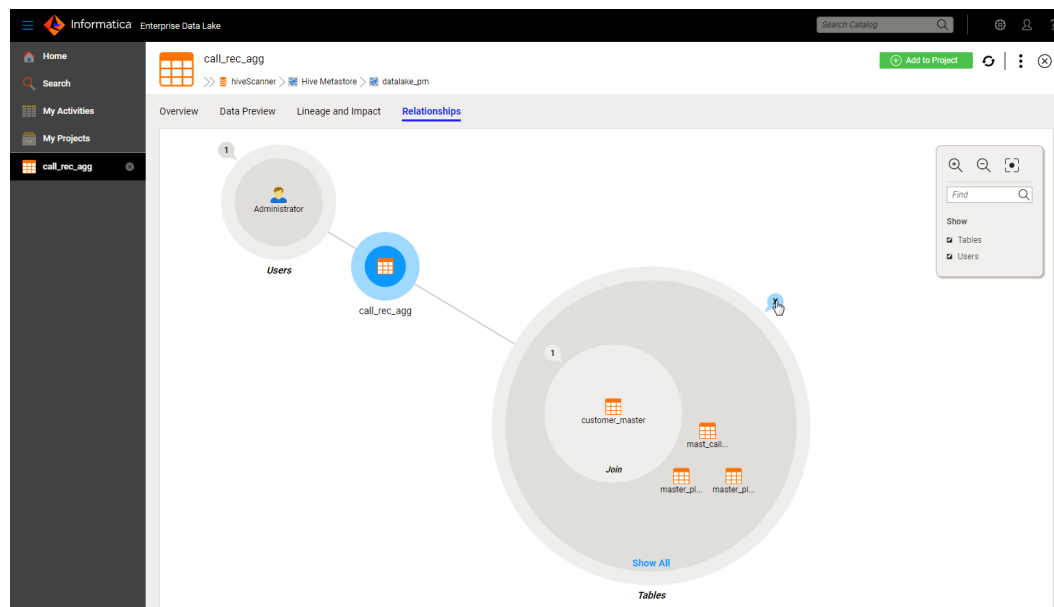 Informatica Enterprise Data Lake
Search Catalog
?
Home
Search
My Activities
My Projects
call_rec_agg
call_rec_agg
hiveScanner > Hive Metastore > datalake_pm
Add to Project
Overview Data Preview Lineage and Impact Relationships
1
Administrator
Users
call_rec_agg
Find
Show
Tables
Users
1
customer_master
mast_call...
Join
master_pl... master_pl...
Show All
Tables